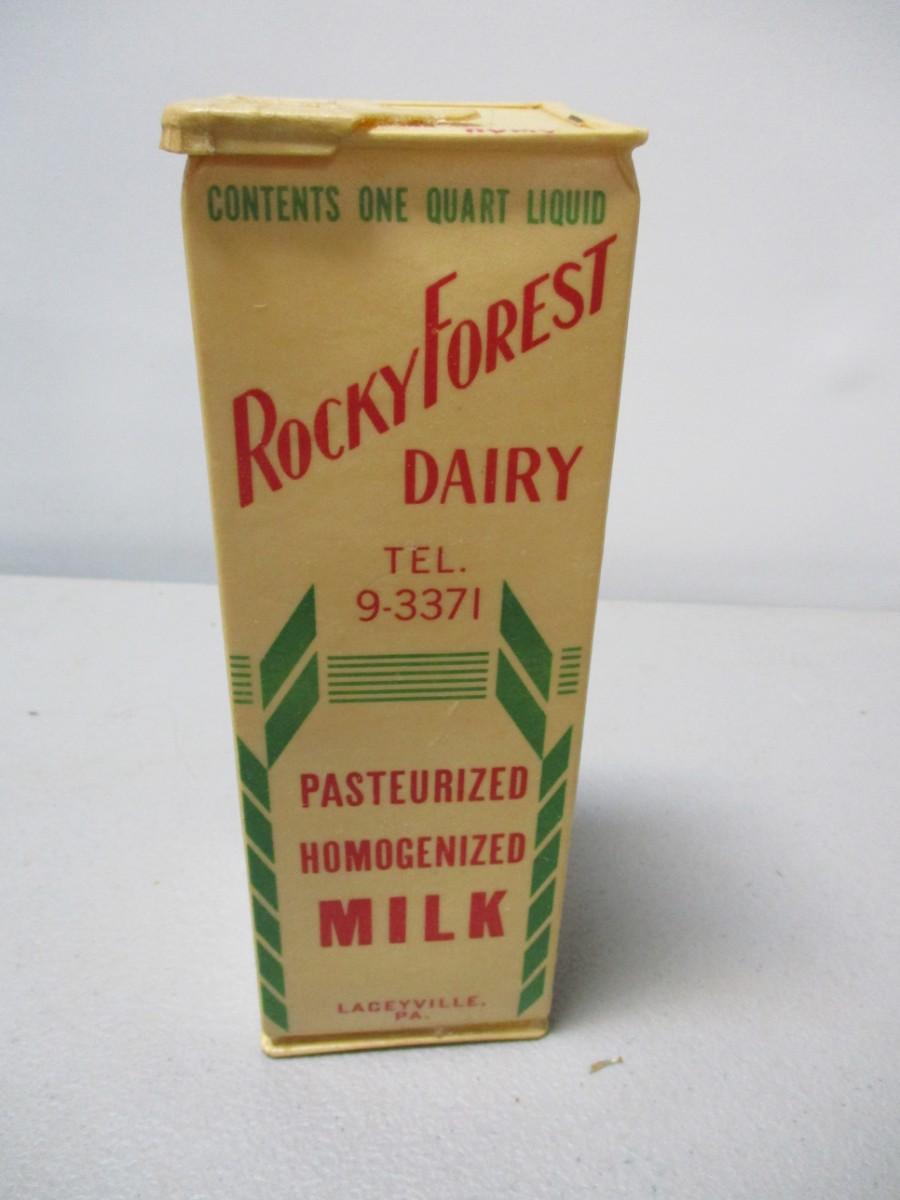 CONTENTS ONE QUART LIQUID
ROCKY FOREST
DAIRY
TEL.
9-3371
PASTEURIZED
HOMOGENIZED
MILK
LACEYVILLE,
PA.